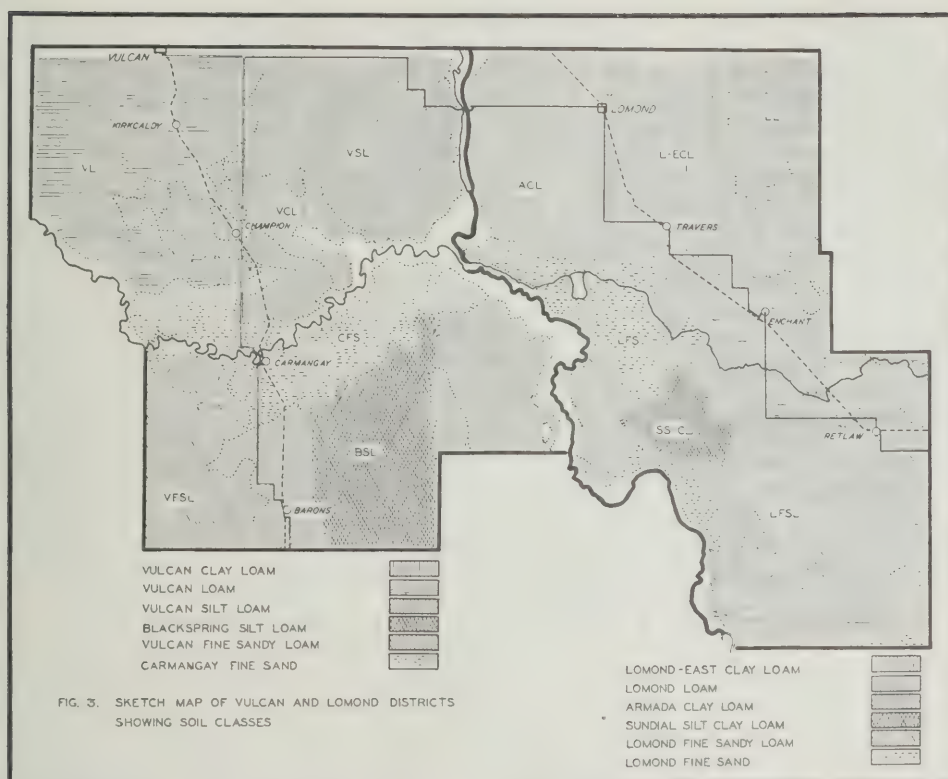 VULCAN
KIRKCALDY
VL
VSL
VCL
CHAMPION
LOMOND
L-ECL
ACL
TRAVERS
ENCHANT
CFS
CARMANGAY
LFS
BSL
RETLAW
VFSL
BARONS
LFSL
VULCAN CLAY LOAM
VULCAN LOAM
VULCAN SILT LOAM
BLACKSPRING SILT LOAM
VULCAN FINE SANDY LOAM
CARMANGAY FINE SAND
FIG. 3. SKETCH MAP OF VULCAN AND LOMOND DISTRICTS
SHOWING SOIL CLASSES
LOMOND-EAST CLAY LOAM
LOMOND LOAM
ARMADA CLAY LOAM
SUNDIAL SILT CLAY LOAM
LOMOND FINE SANDY LOAM
LOMOND FINE SAND